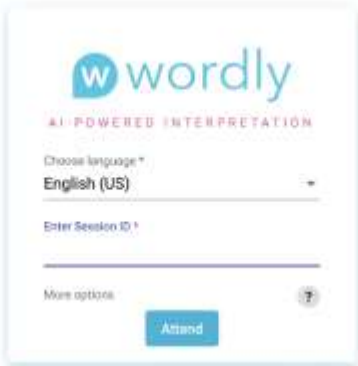 w wordly
AI-POWERED INTERPRETATION
Choose language *
English (US)
Enter Session ID *
More options
?
Attend